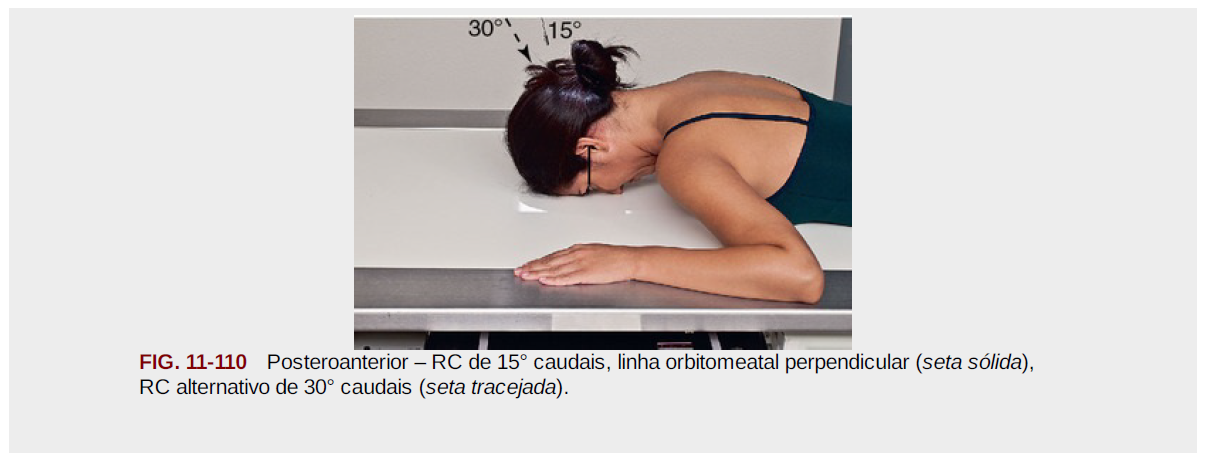 30° 15°
FIG. 11-110 Posteroanterior – RC de 15° caudais, linha orbitomeatal perpendicular (seta sólida),
RC alternativo de 30° caudais (seta tracejada).